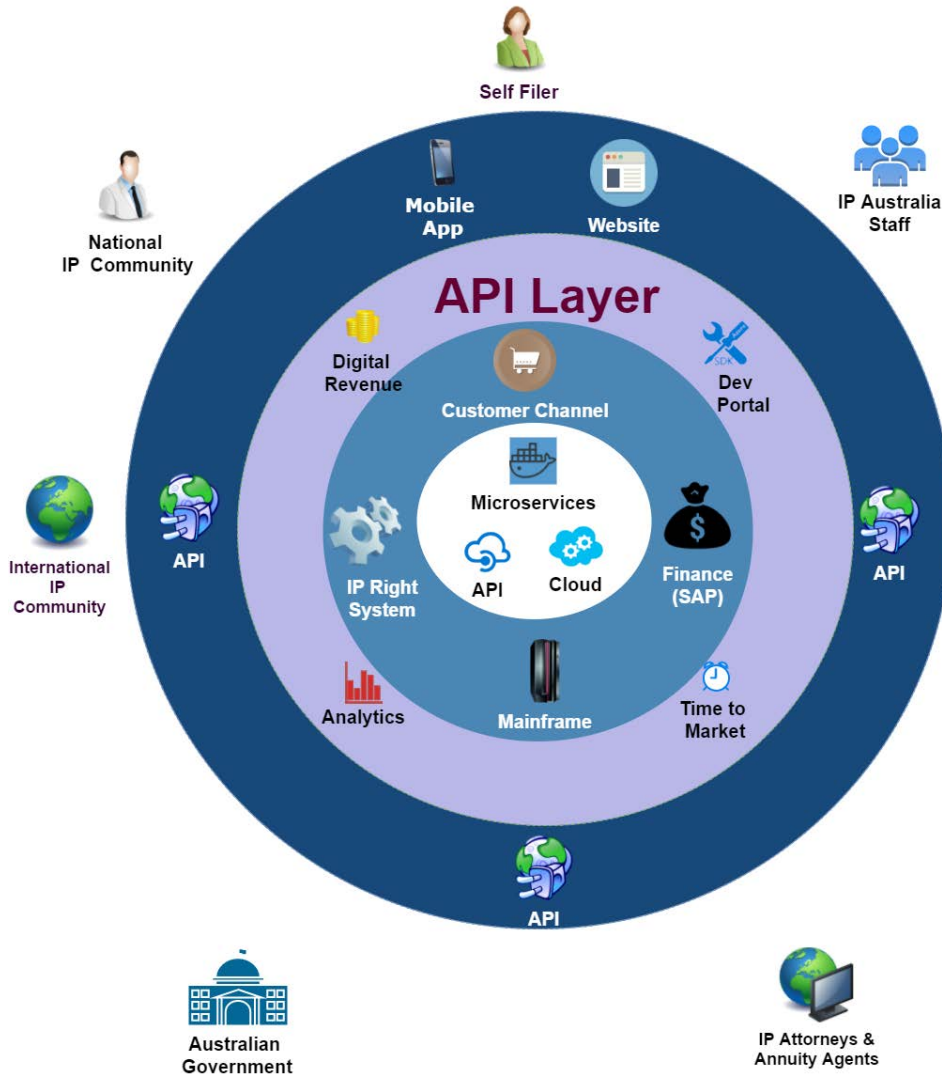 Self Filer
National
IP Community
IP Australia
Staff
Mobile
App
Website
API Layer
Digital
Revenue
SDK
Dev
Portal
Customer Channel
Microservices
API
Cloud
IP Right
System
Finance
(SAP)
$
API
API
International
IP
Community
Analytics
Mainframe
Time to
Market
API
Australian
Government
IP Attorneys &
Annuity Agents